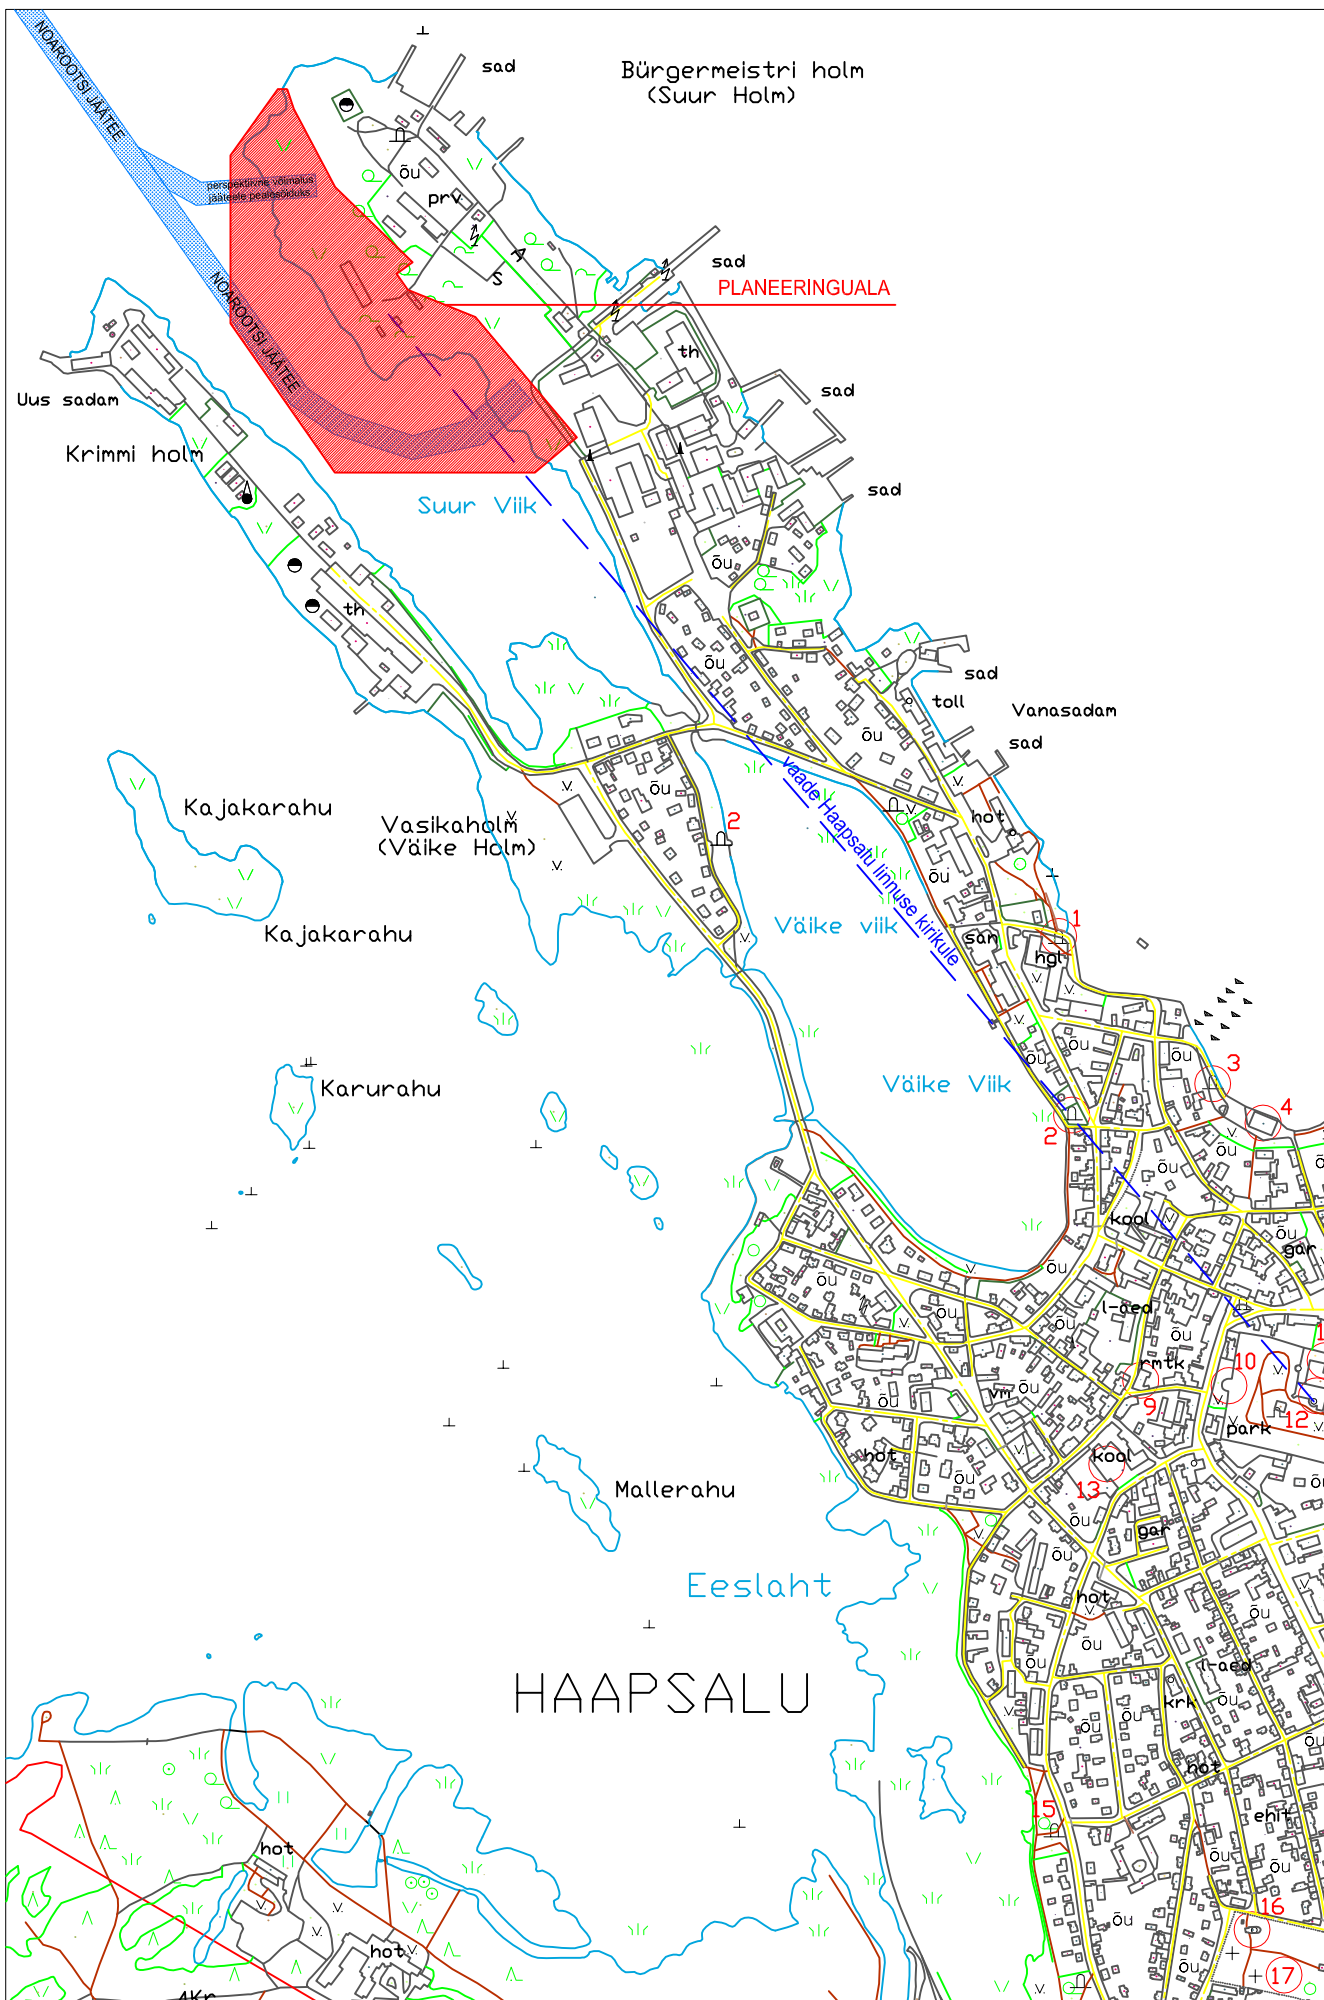 NOAROOTSI JÄÄTEE
sad
Bürgermeistri holm
(Suur Holm)
õu
prv
perspektiivne võimalus
jääteele pealesõiduks
A
S
sad
PLANEERINGUALA
NOAROOTSI JÄÄTEE
th
sad
Uus sadam
Krimmi holm
sad
Suur Viik
õu
th
õu
sad
toll
Vanasadam
sad
õu
õu
vaade Haapsalu linnuse kirikule
Kajakarahu
Vasikaholm
(Väike Holm)
2
hot
õu
Väike viik
1
san
hgl
Kajakarahu
õu
õu
õu
3
Karurahu
Väike Viik
4
2
õu
õu
kool
õu
gar
õu
õu
l-aed
õu
õu
õu
rmtk
10
vm
õu
õu
9
12
park
hot
kool
õu
13
Mallerahu
õu
gar
õu
Eeslaht
hot
õu
õu
õu
l-aed
HAAPSALU
krk
õu
õu
õu
õu
hot
15
ehit
hot
õu
õu
16
õu
hot
õu
17